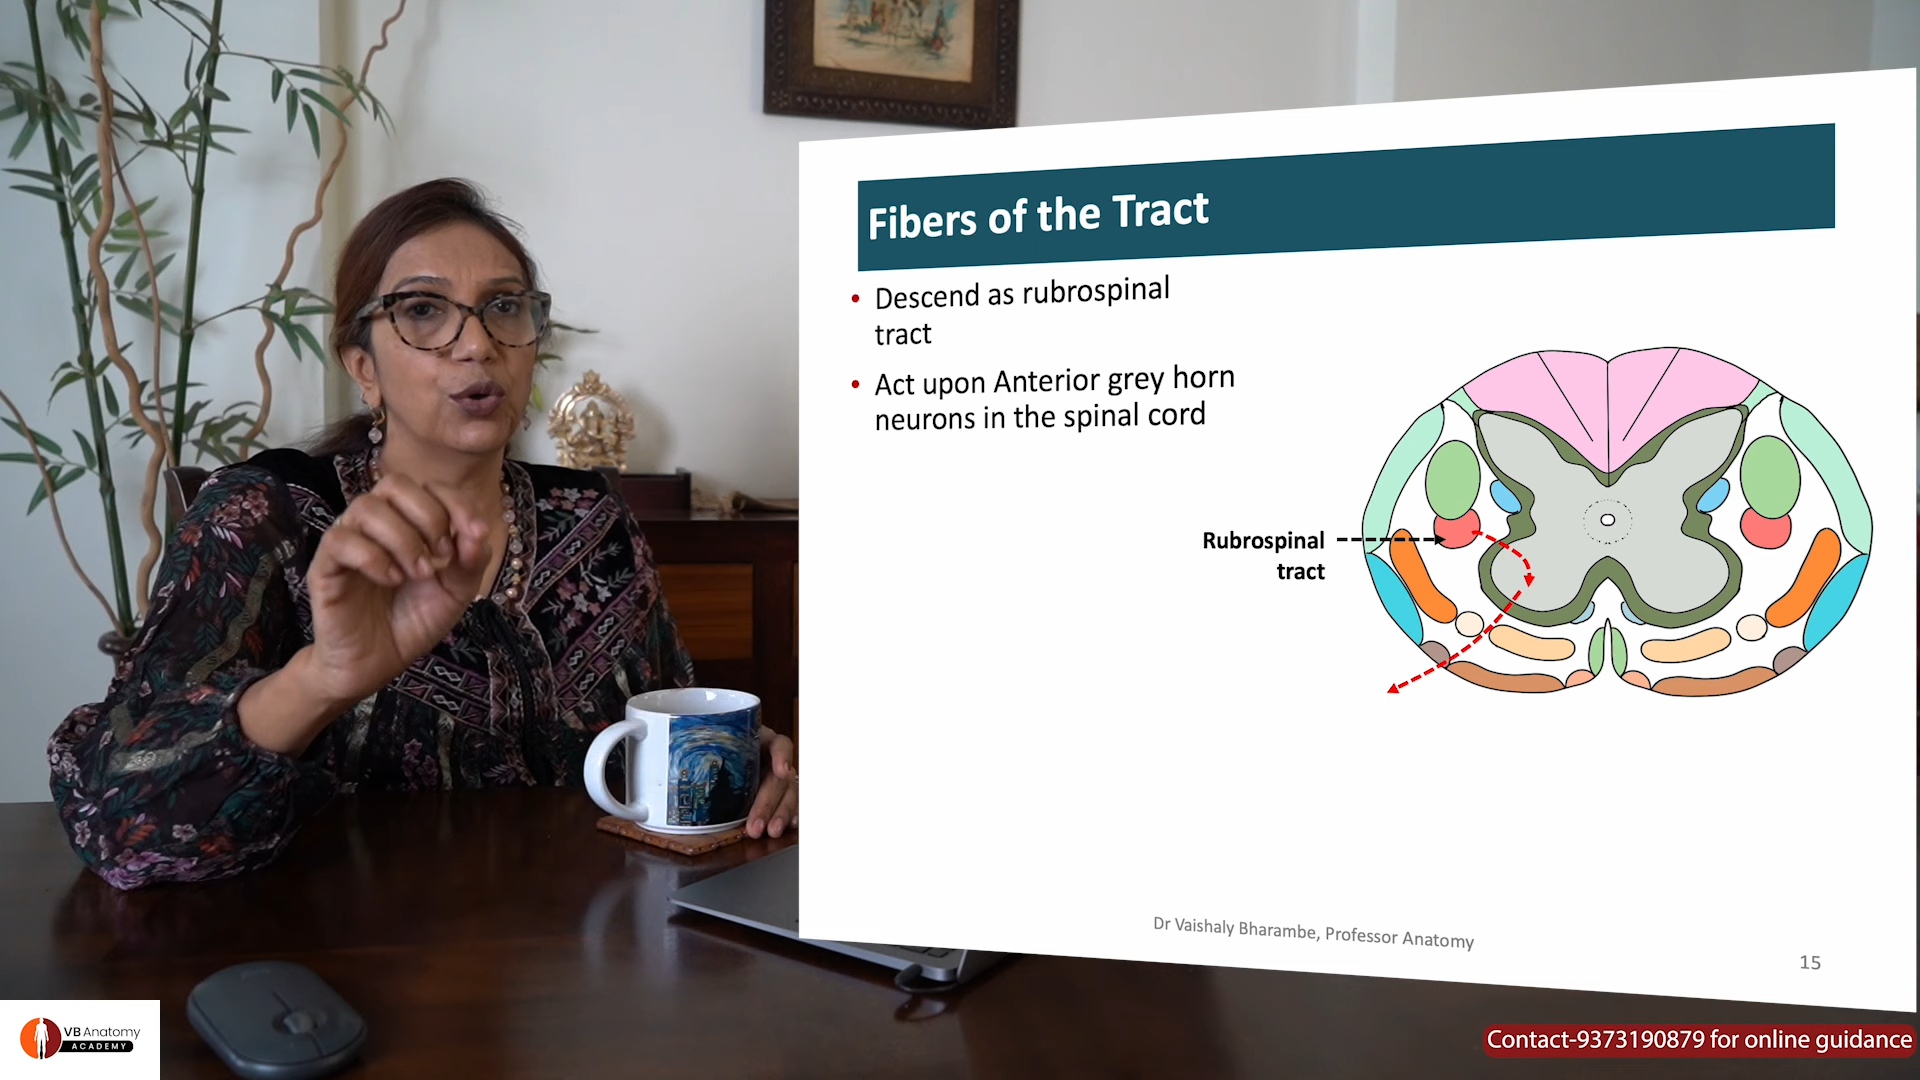 Fibers of the Tract
• Descend as rubrospinal
tract
• Act upon Anterior grey horn
neurons in the spinal cord
Rubrospinal
tract
Dr Vaishaly Bharambe, Professor Anatomy
15
VB Anatomy
ACADEMY
Contact-9373190879 for online guidance